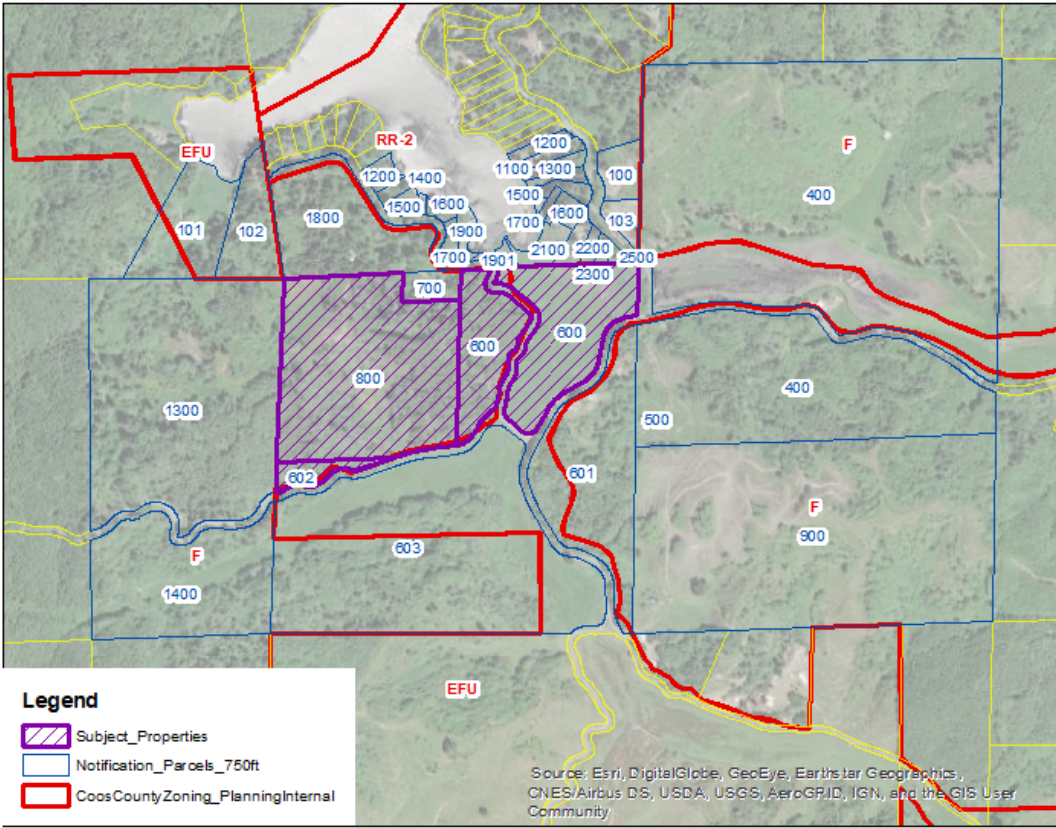 1200
RR-2
F
EFU
1100
1300
100
1200
1400
400
1500
1500
1600
1600
103
1800
1700
101
102
1900
2100
2200
1700
1901
2500
2300
700
600
600
800
400
1300
500
602
601
F
900
603
F
1400
EFU
Legend
Subject_Properties
Notification_Parcels_750ft
CoosCountyZoning_PlanningInternal
Source: Esri, DigitalGlobe, GeoEye, Earthstar Geographics,
CNES/Airbus DS, USDA, USGS, AeroGRID, IGN, and the GIS User
Community